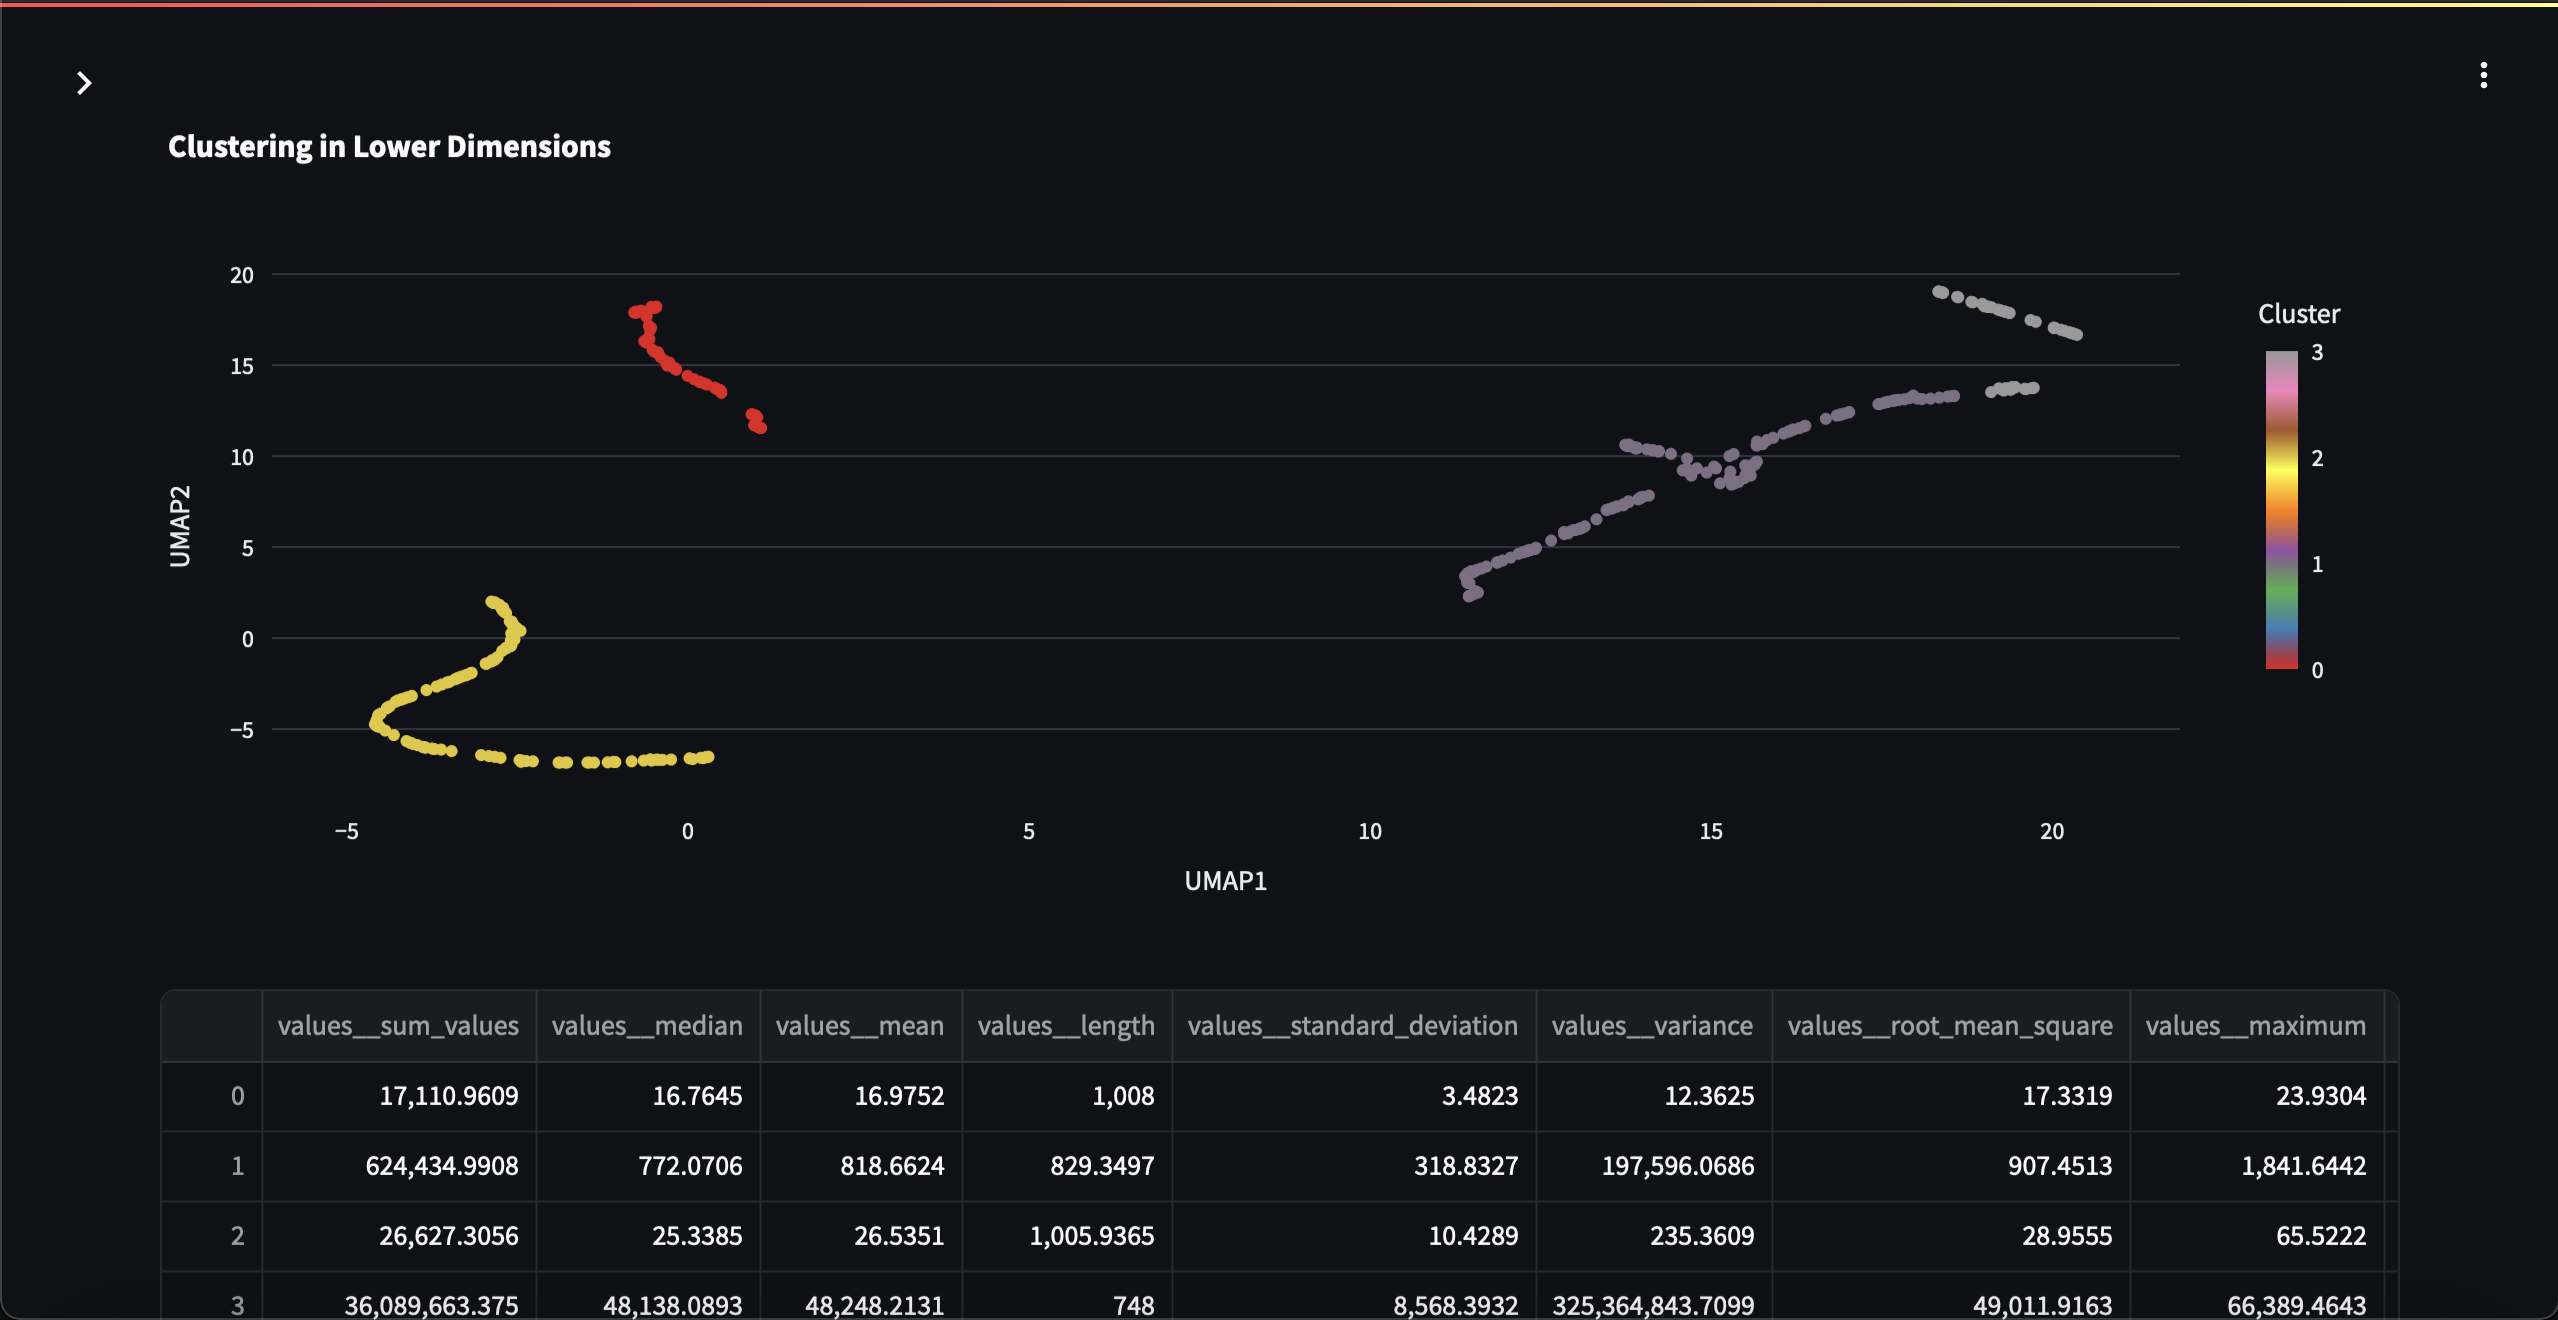 Clustering in Lower Dimensions
20
15
10
5
0
−5
UMAP2
−5 0 5 10 15 20
UMAP1
Cluster
3
2
1
0
values__sum_values values__median values__mean values__length values__standard_deviation values__variance values__root_mean_square values__maximum
0 17,110.9609 16.7645 16.9752 1,008 3.4823 12.3625 17.3319 23.9304
1 624,434.9908 772.0706 818.6624 829.3497 318.8327 197,596.0686 907.4513 1,841.6442
2 26,627.3056 25.3385 26.5351 1,005.9365 10.4289 235.3609 28.9555 65.5222
3 36,089,663.375 48,138.0893 48,248.2131 748 8,568.3932 325,364,843.7099 49,011.9163 66,389.4643